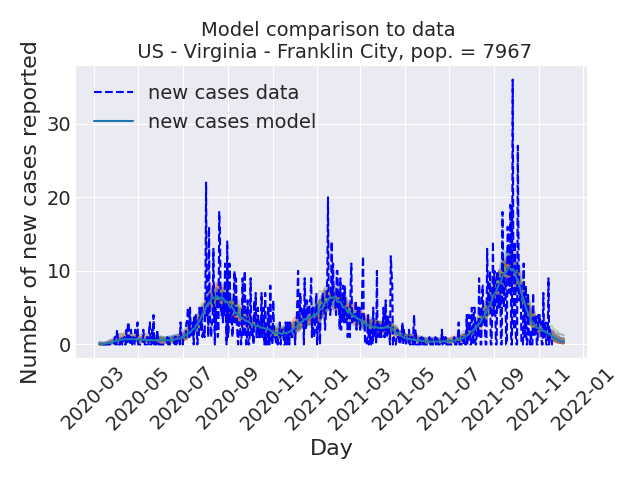 Model comparison to data
US - Virginia - Franklin City, pop. = 7967
Number of new cases reported
30
20
10
0
new cases data
new cases model
2020-03
2020-05
2020-07
2020-09
2020-11
2021-01
2021-03
2021-05
2021-07
2021-09
2021-11
2022-01
Day